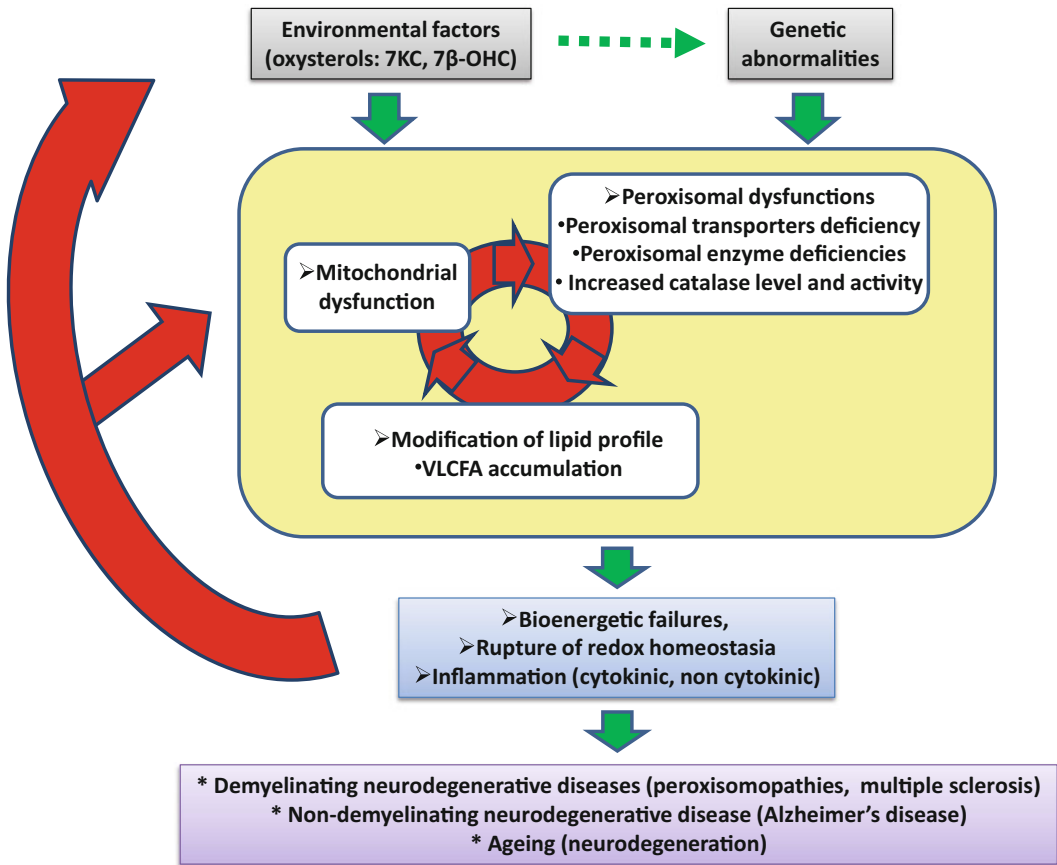 Environmental factors
(oxysterols: 7KC, 7β-OHC)
Genetic
abnormalities
➢Peroxisomal dysfunctions
•Peroxisomal transporters deficiency
•Peroxisomal enzyme deficiencies
• Increased catalase level and activity
➢Mitochondrial
dysfunction
➢Modification of lipid profile
•VLCFA accumulation
➢Bioenergetic failures,
➢Rupture of redox homeostasia
➢Inflammation (cytokinic, non cytokinic)
* Demyelinating neurodegenerative diseases (peroxisomopathies, multiple sclerosis)
* Non-demyelinating neurodegenerative disease (Alzheimer's disease)
* Ageing (neurodegeneration)